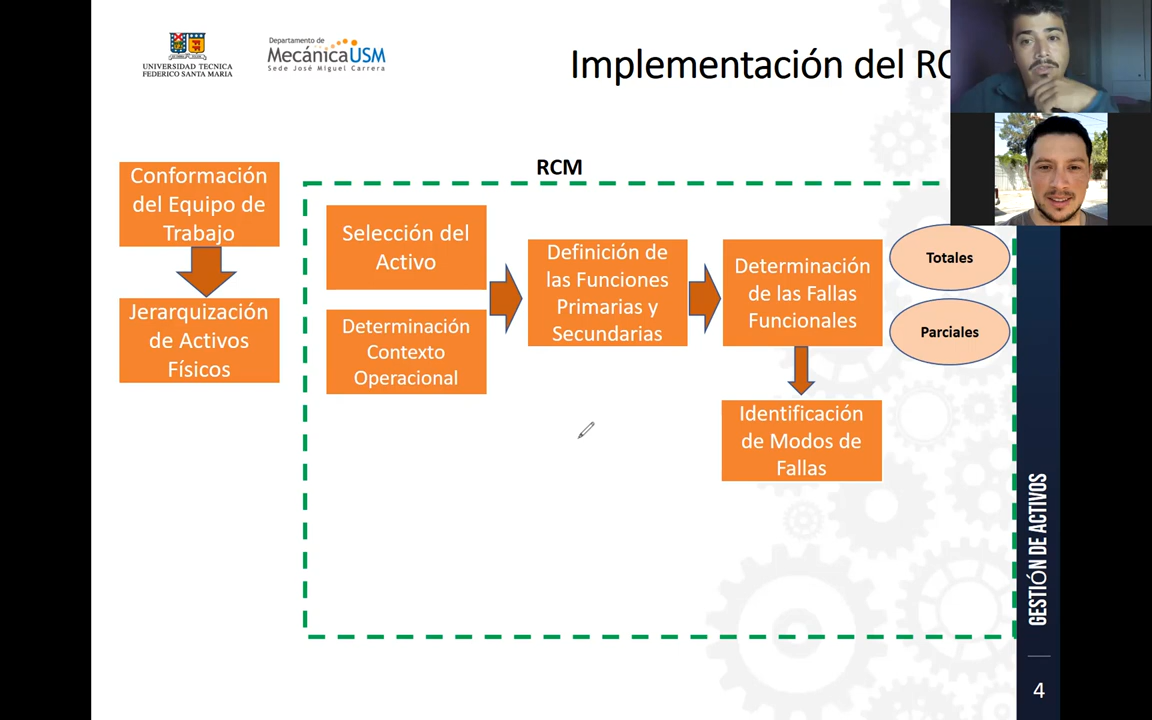 UNIVERSIDAD TECNICA
FEDERICO SANTA MARIA
Departamento de
MecánicaUSM
Sede José Miguel Carrera
Implementación del RC
RCM
Conformación
del Equipo de
Trabajo
Jerarquización
de Activos
Físicos
Selección del
Activo
Determinación
Contexto
Operacional
Definición de
las Funciones
Primarias y
Secundarias
Determinación
de las Fallas
Funcionales
Totales
Parciales
Identificación
de Modos de
Fallas
GESTIÓN DE ACTIVOS
4